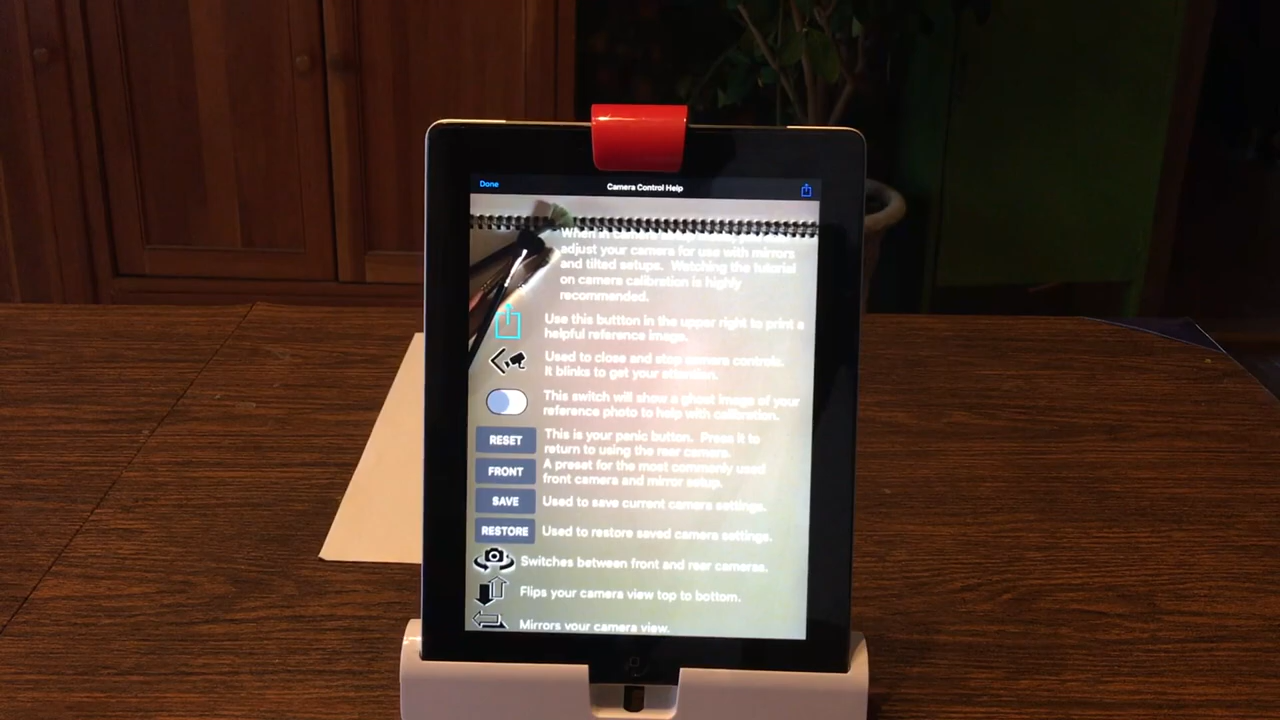 Done
Camera Control Help
When in camera
adjust your camera for use with mirrors
and tilted setups. Watching the tutorial
on camera calibration is highly
recommended.
Use this buttton in the upper right to print a
helpful reference image.
Used to close and stop camera controls.
It blinks to get your attention.
This switch will show a ghost image of your
reference photo to help with calibration.
RESET
This is your panic button. Press it to
return to using the rear camera.
FRONT
A preset for the most commonly used
front camera and mirror setup.
SAVE
Used to save current camera settings.
RESTORE
Used to restore saved camera settings.
Switches between front and rear cameras.
Flips your camera view top to bottom.
Mirrors your camera view.